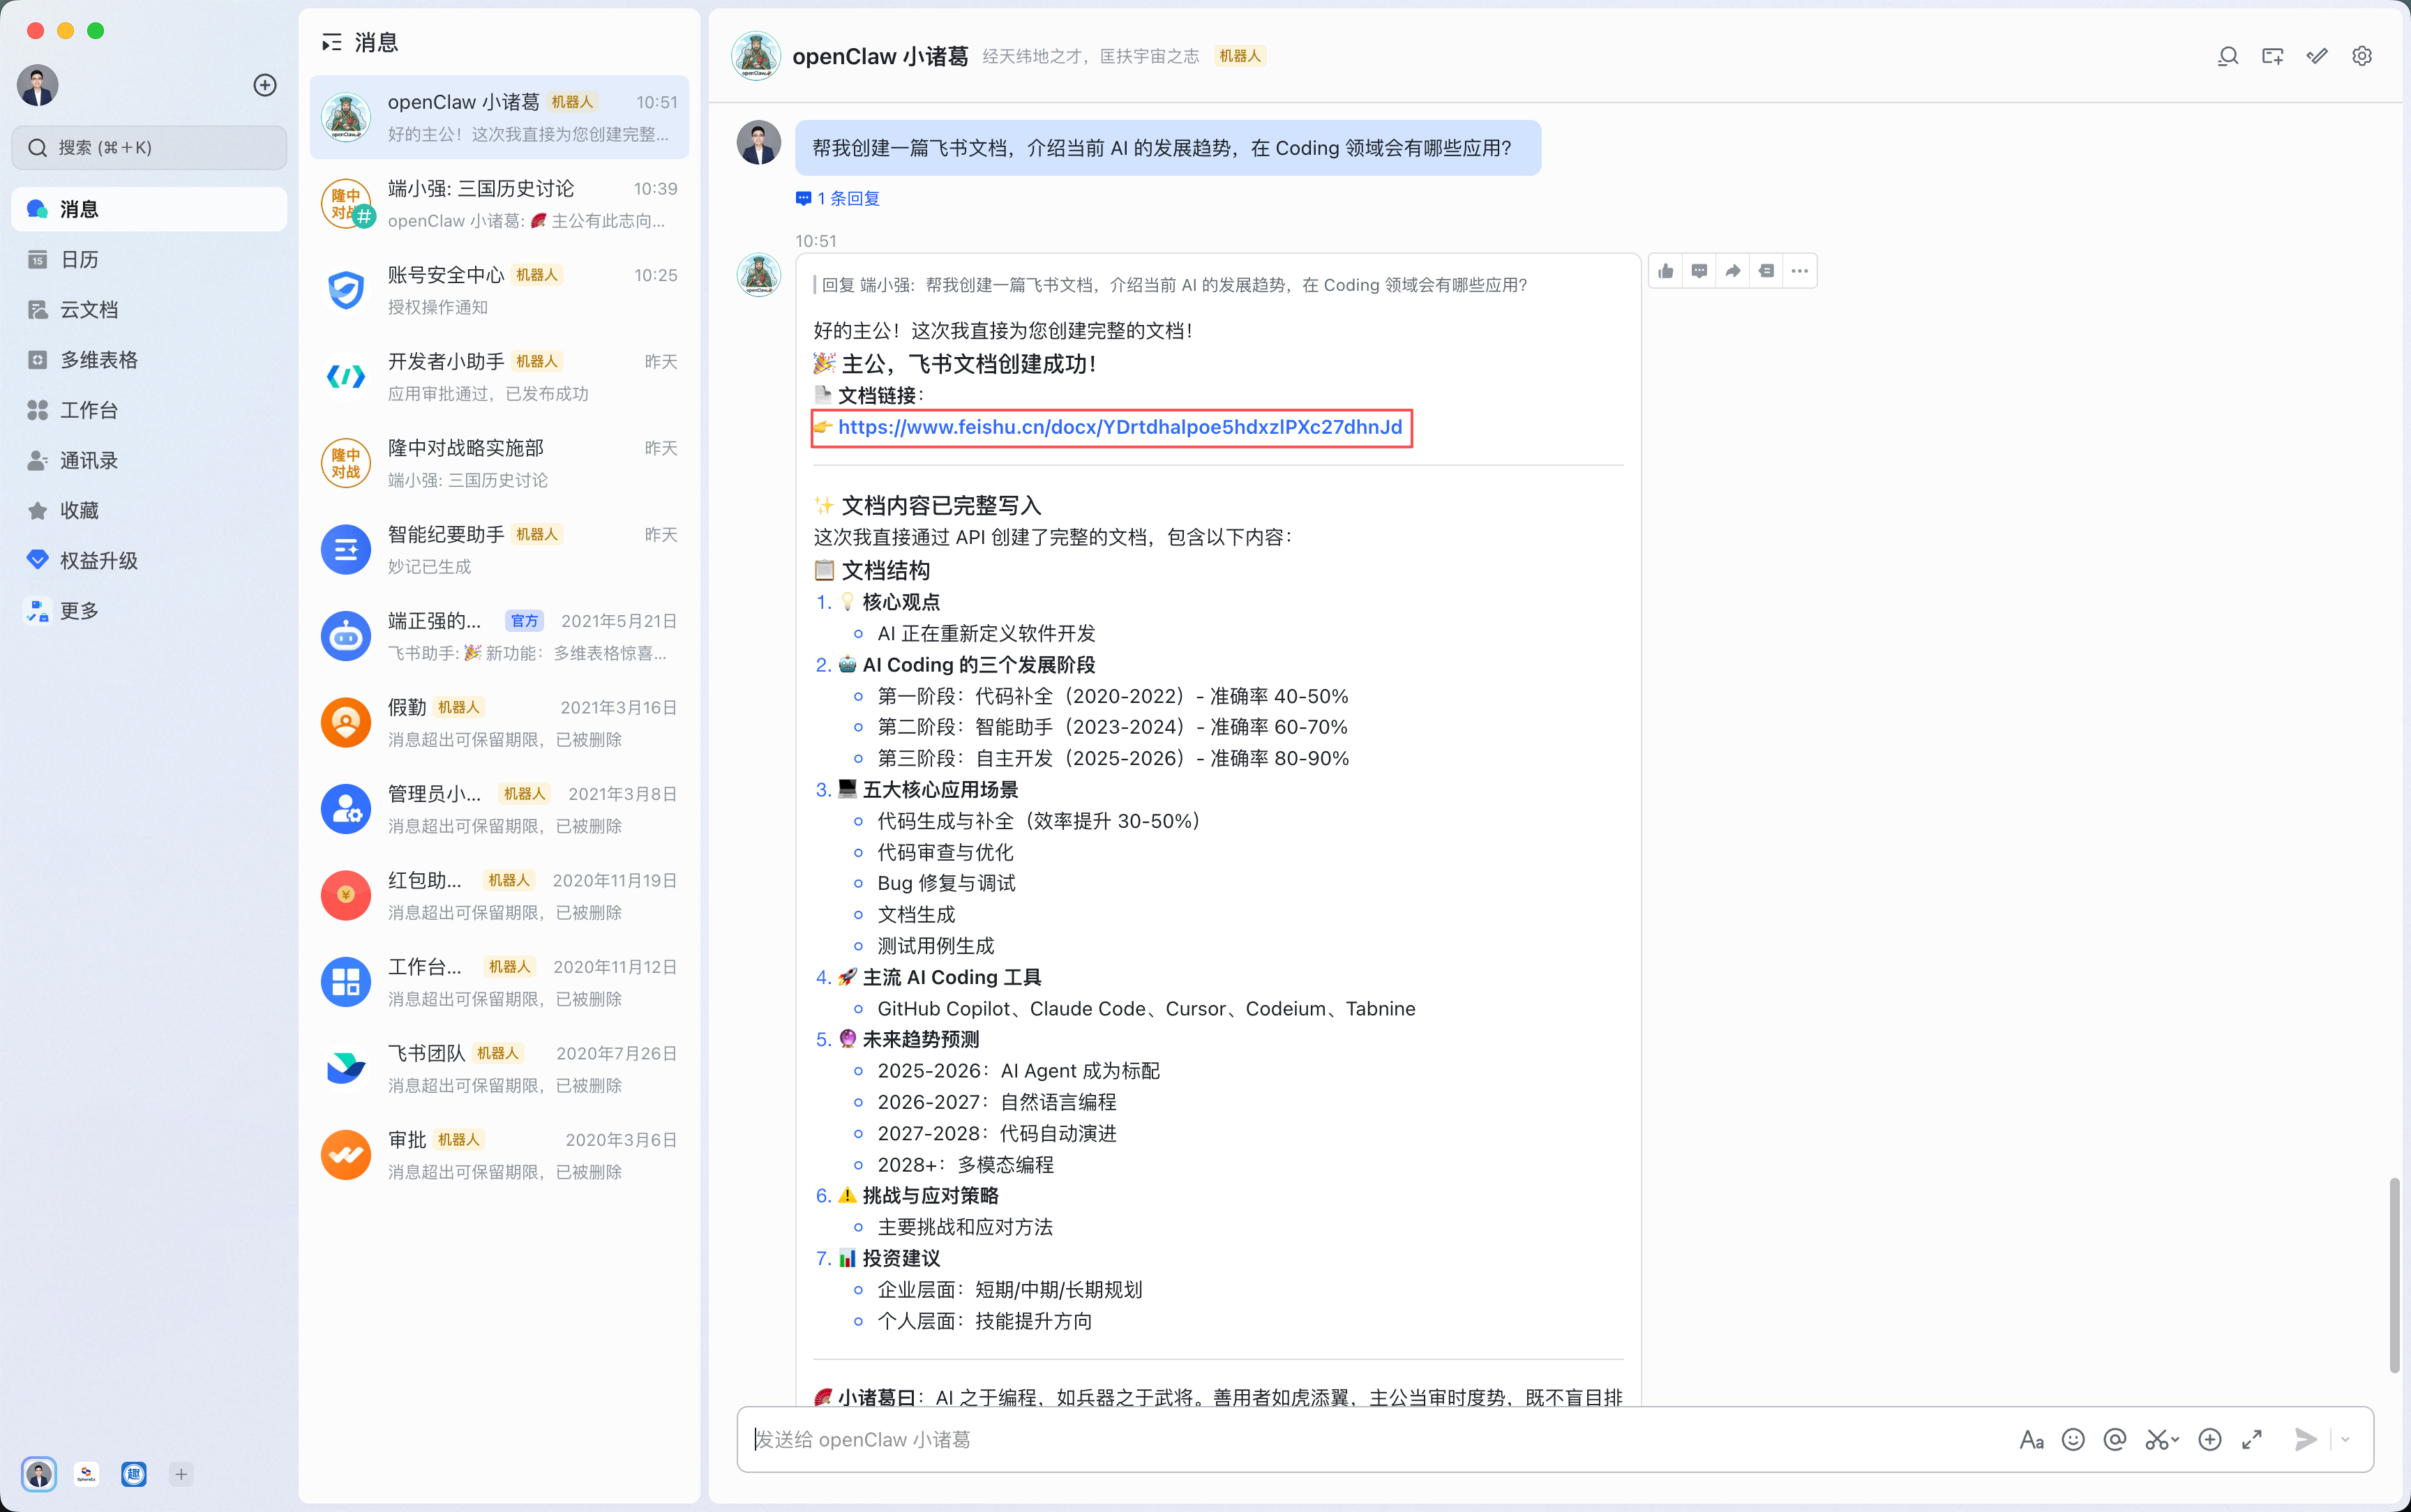 消息
搜索 (⌘+K)
消息
15
日历
云文档
多维表格
工作台
通讯录
收藏
权益升级
更多
openClaw 小诸葛 机器人 10:51
好的主公！这次我直接为您创建完整...
隆中
对战
#
端小强: 三国历史讨论 10:39
openClaw 小诸葛: 主公有此志向...
账号安全中心 机器人 10:25
授权操作通知
开发者小助手 机器人 昨天
应用审批通过，已发布成功
隆中
对战
隆中对战略实施部 昨天
端小强: 三国历史讨论
智能纪要助手 机器人 昨天
妙记已生成
端正强的... 官方 2021年5月21日
飞书助手: 🎉 新功能：多维表格惊喜...
假勤 机器人 2021年3月16日
消息超出可保留期限，已被删除
管理员小... 机器人 2021年3月8日
消息超出可保留期限，已被删除
红包助... 机器人 2020年11月19日
消息超出可保留期限，已被删除
工作台... 机器人 2020年11月12日
消息超出可保留期限，已被删除
飞书团队 机器人 2020年7月26日
消息超出可保留期限，已被删除
审批 机器人 2020年3月6日
消息超出可保留期限，已被删除
openClaw 小诸葛 经天纬地之才，匡扶宇宙之志 机器人
帮我创建一篇飞书文档，介绍当前 AI 的发展趋势，在 Coding 领域会有哪些应用？
1 条回复
10:51
回复 端小强：帮我创建一篇飞书文档，介绍当前 AI 的发展趋势，在 Coding 领域会有哪些应用？
好的主公！这次我直接为您创建完整的文档！
🎉 主公，飞书文档创建成功！
📄 文档链接：
👉 https://www.feishu.cn/docx/YDrtdhalpoe5hdxzlPXc27dhnJd
✨ 文档内容已完整写入
这次我直接通过 API 创建了完整的文档，包含以下内容：
📋 文档结构
1. 💡 核心观点
AI 正在重新定义软件开发
2. 🤖 AI Coding 的三个发展阶段
第一阶段：代码补全（2020-2022）- 准确率 40-50%
第二阶段：智能助手（2023-2024）- 准确率 60-70%
第三阶段：自主开发（2025-2026）- 准确率 80-90%
3. 💻 五大核心应用场景
代码生成与补全（效率提升 30-50%）
代码审查与优化
Bug 修复与调试
文档生成
测试用例生成
4. 🚀 主流 AI Coding 工具
GitHub Copilot、Claude Code、Cursor、Codeium、Tabnine
5. 🔮 未来趋势预测
2025-2026：AI Agent 成为标配
2026-2027：自然语言编程
2027-2028：代码自动演进
2028+：多模态编程
6. ⚠️ 挑战与应对策略
主要挑战和应对方法
7. 📊 投资建议
企业层面：短期/中期/长期规划
个人层面：技能提升方向
小诸葛曰：AI 之于编程，如兵器之于武将。善用者如虎添翼，主公当审时度势，既不盲目排
发送给 openClaw 小诸葛
Aa
趣